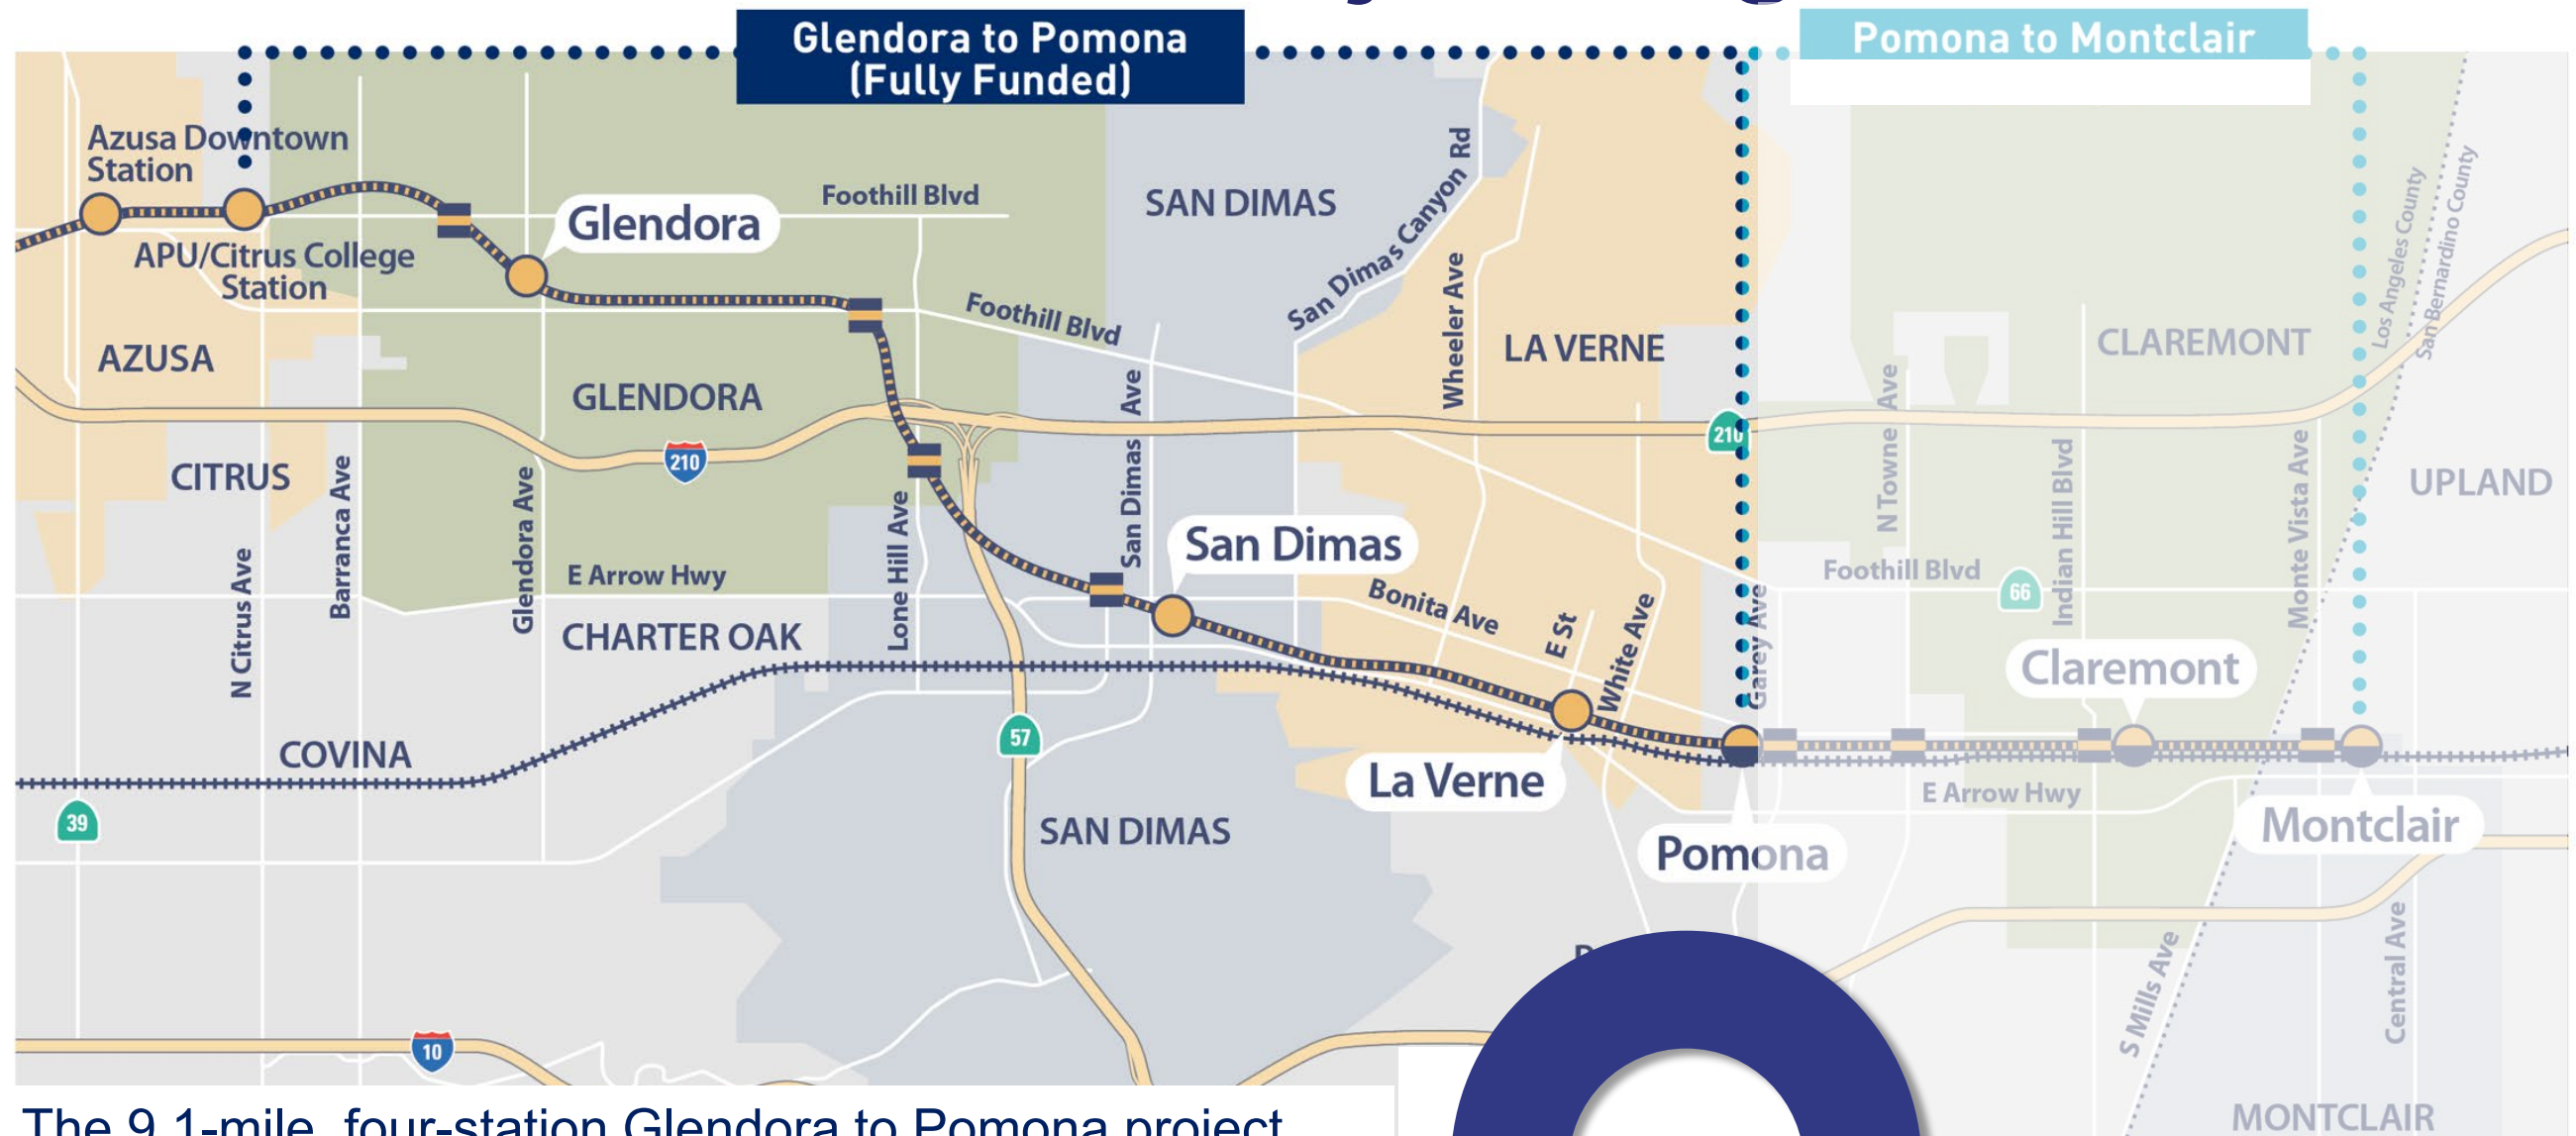 Glendora to Pomona
(Fully Funded)
Pomona to Montclair
Azusa Downtown
Station
APU/Citrus College
Station
Glendora
Foothill Blvd
SAN DIMAS
San Dimas Canyon Rd
Wheeler Ave
LA VERNE
Foothill Blvd
AZUSA
GLENDORA
CLAREMONT
Los Angeles County
San Bernardino County
210
210
CITRUS
Barranca Ave
Glendora Ave
N Citrus Ave
Lone Hill Ave
San Dimas Ave
N Towne Ave
Indian Hill Blvd
Monte Vista Ave
UPLAND
San Dimas
E Arrow Hwy
Bonita Ave
E St
White Ave
Garey Ave
Foothill Blvd
66
CHARTER OAK
Claremont
COVINA
57
La Verne
E Arrow Hwy
Montclair
39
SAN DIMAS
Pomona
S Mills Ave
Central Ave
10
MONTCLAIR
The 9.1-mile, four-station Glendora to Pomona project